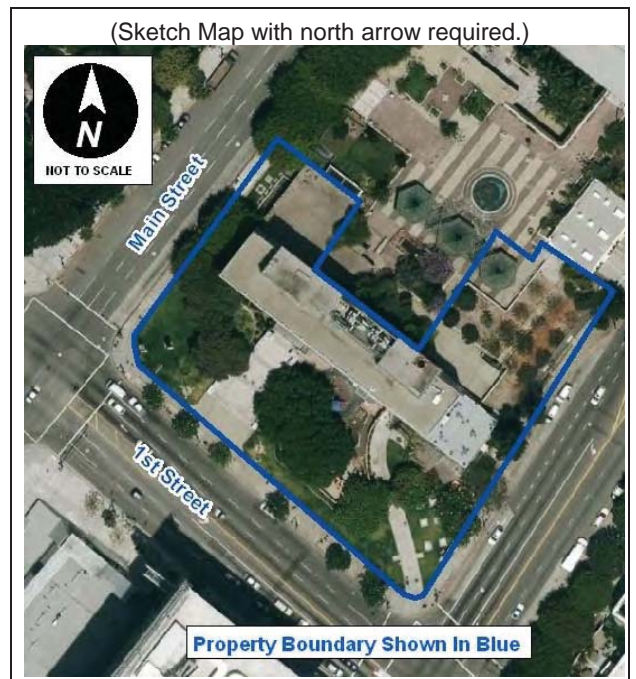 (Sketch Map with north arrow required.)
N
NOT TO SCALE
Main Street
1st Street
Property Boundary Shown In Blue